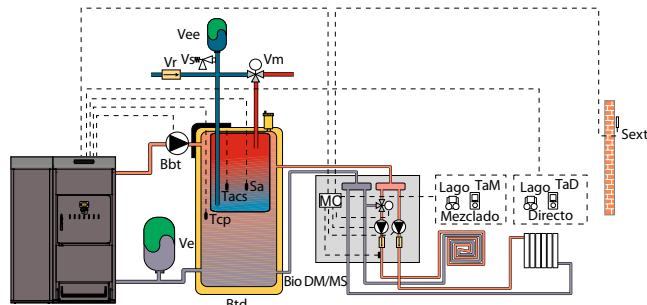 Vee
Vs
Vr
Vm
Sext
Bbt
Sa
Tacs
Tcp
MC
Lago TaM
Mezclado
Lago TaD
Directo
Ve
Bio DM/MS
Btd